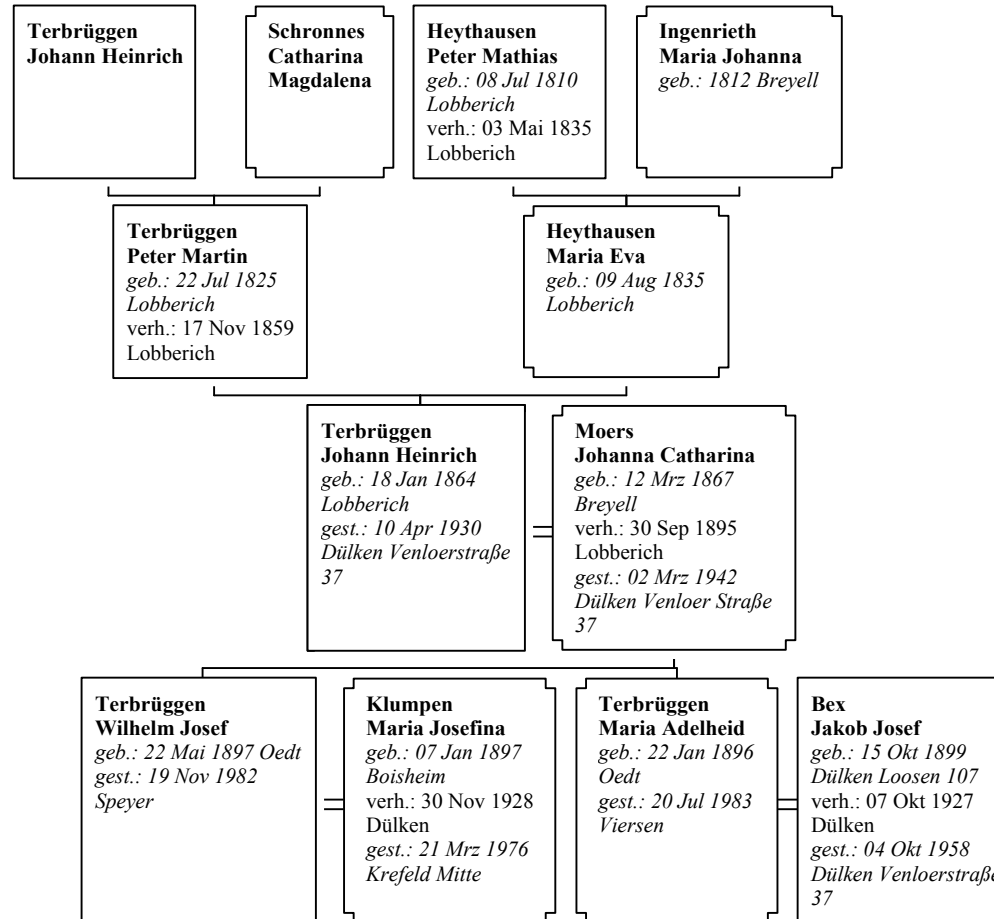 Terbrüggen
Johann Heinrich
Schronnes
Catharina
Magdalena
Heythausen
Peter Mathias
geb.: 08 Jul 1810
Lobberich
verh.: 03 Mai 1835
Lobberich
Ingenrieth
Maria Johanna
geb.: 1812 Breyell
Terbrüggen
Peter Martin
geb.: 22 Jul 1825
Lobberich
verh.: 17 Nov 1859
Lobberich
Heythausen
Maria Eva
geb.: 09 Aug 1835
Lobberich
Terbrüggen
Johann Heinrich
geb.: 18 Jan 1864
Lobberich
gest.: 10 Apr 1930
Dülken Venloerstraße
37
Moers
Johanna Catharina
geb.: 12 Mrz 1867
Breyell
verh.: 30 Sep 1895
Lobberich
gest.: 02 Mrz 1942
Dülken Venloer Straße
37
Terbrüggen
Wilhelm Josef
geb.: 22 Mai 1897 Oedt
gest.: 19 Nov 1982
Speyer
Klumpen
Maria Josefina
geb.: 07 Jan 1897
Boisheim
verh.: 30 Nov 1928
Dülken
gest.: 21 Mrz 1976
Krefeld Mitte
Terbrüggen
Maria Adelheid
geb.: 22 Jan 1896
Oedt
gest.: 20 Jul 1983
Viersen
Bex
Jakob Josef
geb.: 15 Okt 1899
Dülken Loosen 107
verh.: 07 Okt 1927
Dülken
gest.: 04 Okt 1958
Dülken Venloerstraße
37